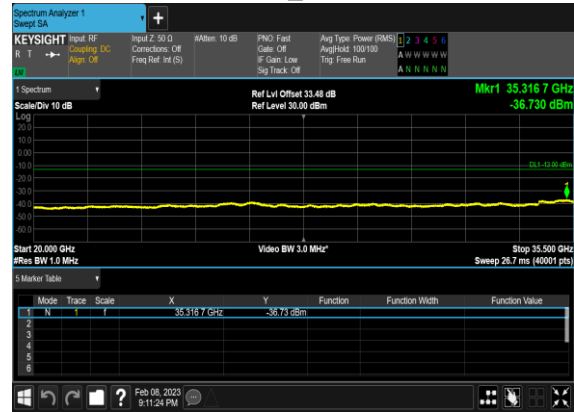 Spectrum Analyzer 1
Swept SA
+
KEYSIGHT Input: RF Input Z: 50 Ω #Atten: 10 dB PNO: Fast Avg Type: Power (RMS) 1 2 3 4 5 6
R T Coupling: DC Corrections: Off Gate: Off Avg|Hold: 100/100 A W W W W W
Align: Off Freq Ref: Int (S) IF Gain: Low Trig: Free Run A N N N N N
LXI Sig Track: Off
1 Spectrum Ref Lvl Offset 33.48 dB Mkr1 35.316 7 GHz
Scale/Div 10 dB Ref Level 30.00 dBm -36.730 dBm
Log
20.0
10.0
0.00
-10.0 DL1 -13.00 dBm
-20.0
-30.0 1
-40.0
-50.0
-60.0
Start 20.000 GHz Video BW 3.0 MHz* Stop 35.500 GHz
#Res BW 1.0 MHz Sweep 26.7 ms (40001 pts)
5 Marker Table
Mode Trace Scale X Y Function Function Width Function Value
1 N 1 f 35.316 7 GHz -36.73 dBm
2
3
4
5
6
? Feb 08, 2023
9:11:24 PM